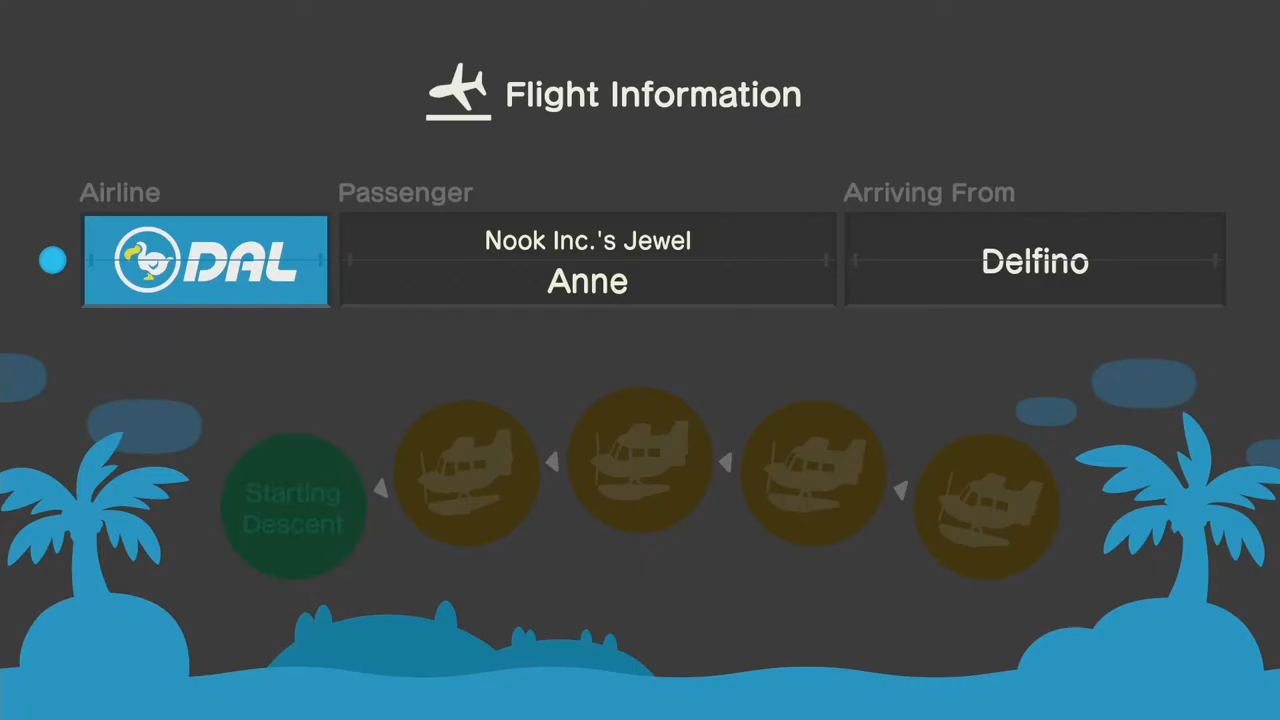 Flight Information
Airline
Passenger
Arriving From
DAL
Nook Inc.'s Jewel
Anne
Delfino
Starting
Descent